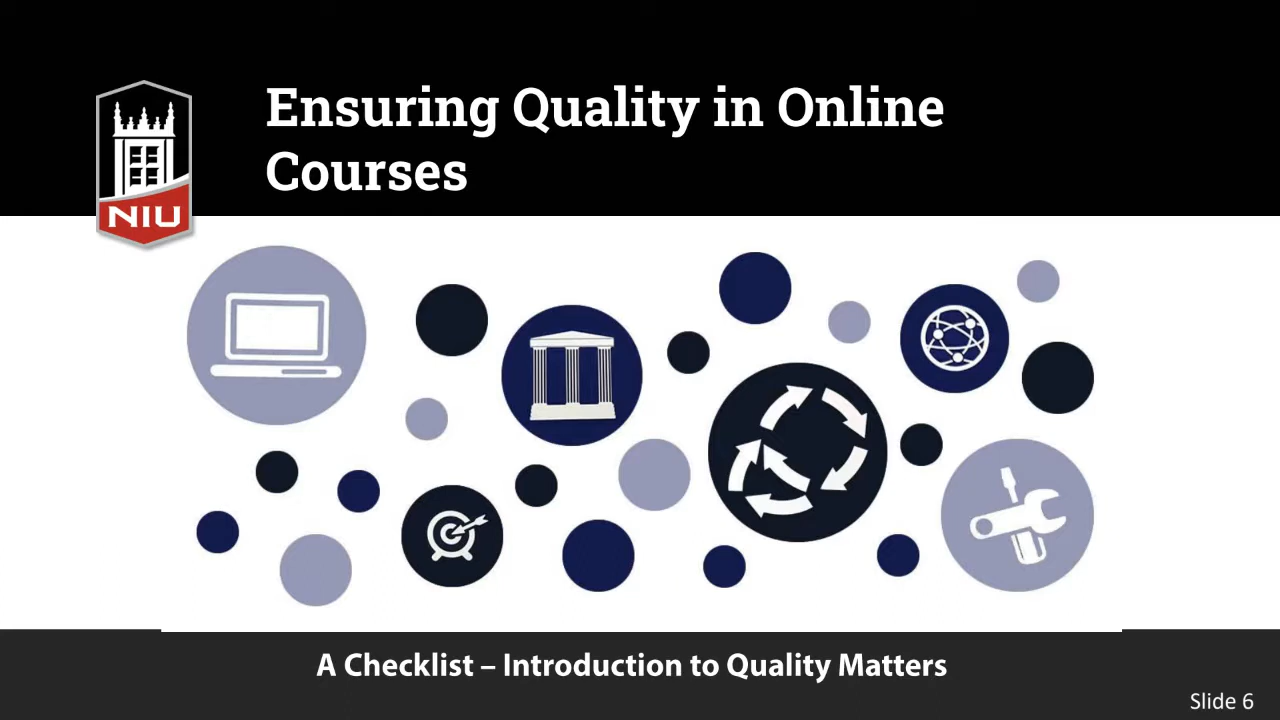 Ensuring Quality in Online
Courses
NIU
A Checklist – Introduction to Quality Matters
Slide 6